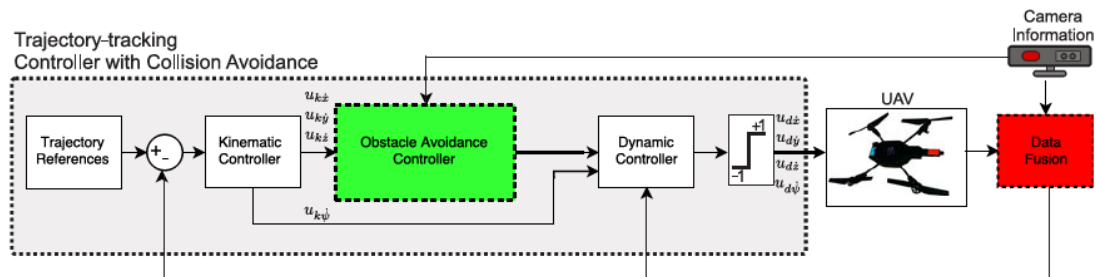 Camera
Information
Trajectory-tracking
Controller with Collision Avoidance
UAV
Trajectory
References
+
-
Kinematic
Controller
u_{kẋ}
u_{kẏ}
u_{kż}
u_{kψ̇}
Obstacle Avoidance
Controller
Dynamic
Controller
+1
-1
u_{dẋ}
u_{dẏ}
u_{dż}
u_{dψ̇}
Data
Fusion